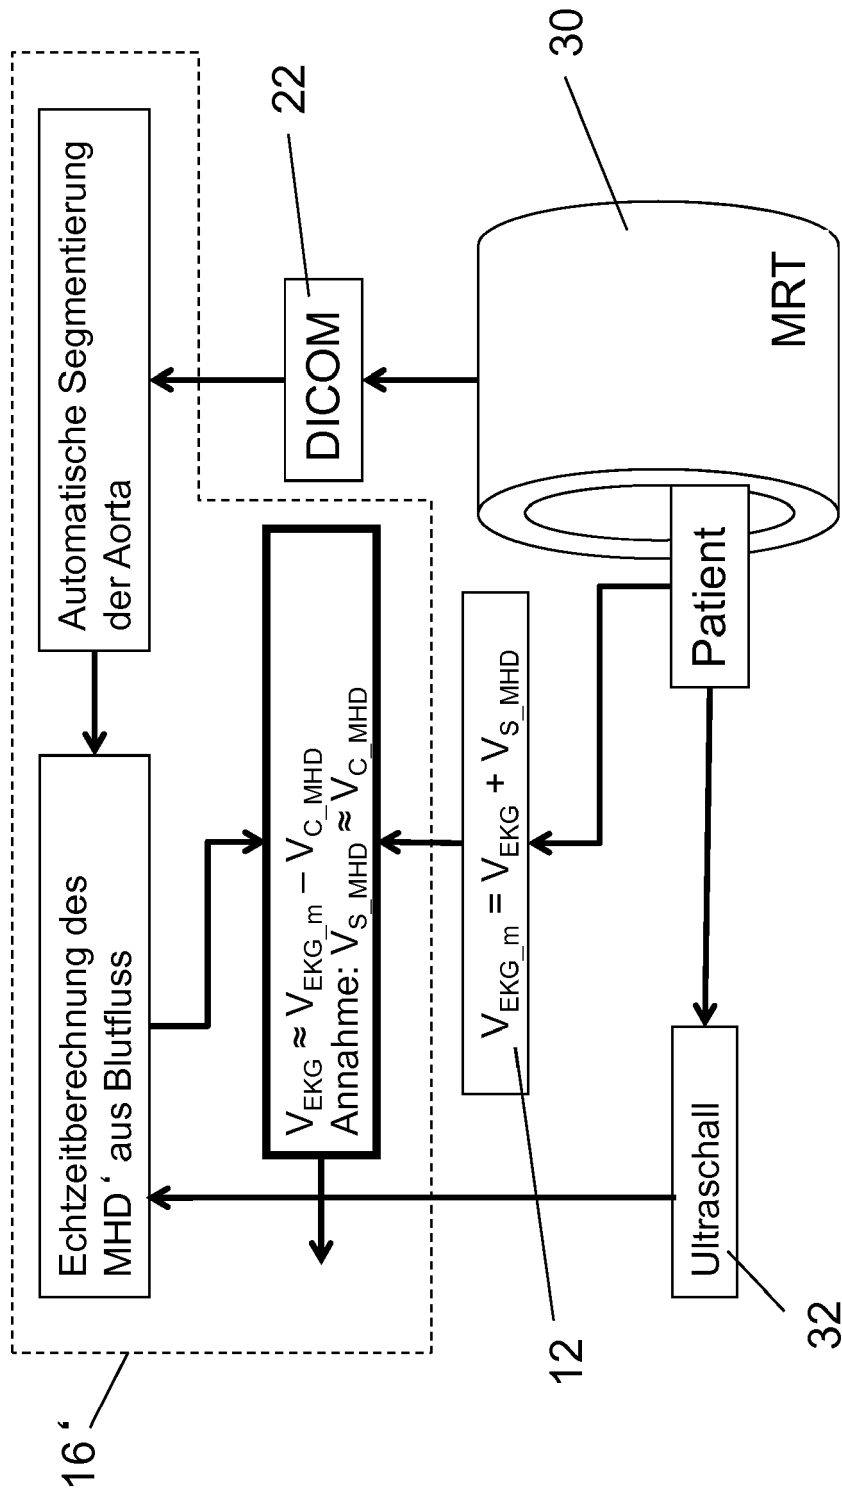 16‘
Echtzeitberechnung des
MHD‘ aus Blutfluss
Automatische Segmentierung
der Aorta
V_EKG ≈ V_EKG_m – V_C_MHD
Annahme: V_S_MHD ≈ V_C_MHD
DICOM
22
12
V_EKG_m = V_EKG + V_S_MHD
Ultraschall
32
Patient
MRT
30